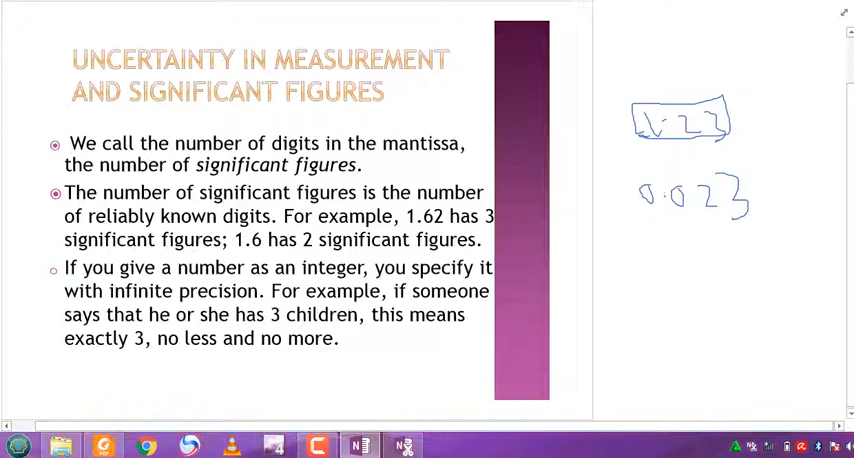 UNCERTAINTY IN MEASUREMENT
AND SIGNIFICANT FIGURES
We call the number of digits in the mantissa,
the number of significant figures.
The number of significant figures is the number
of reliably known digits. For example, 1.62 has 3
significant figures; 1.6 has 2 significant figures.
If you give a number as an integer, you specify it
with infinite precision. For example, if someone
says that he or she has 3 children, this means
exactly 3, no less and no more.
1.23
0.023